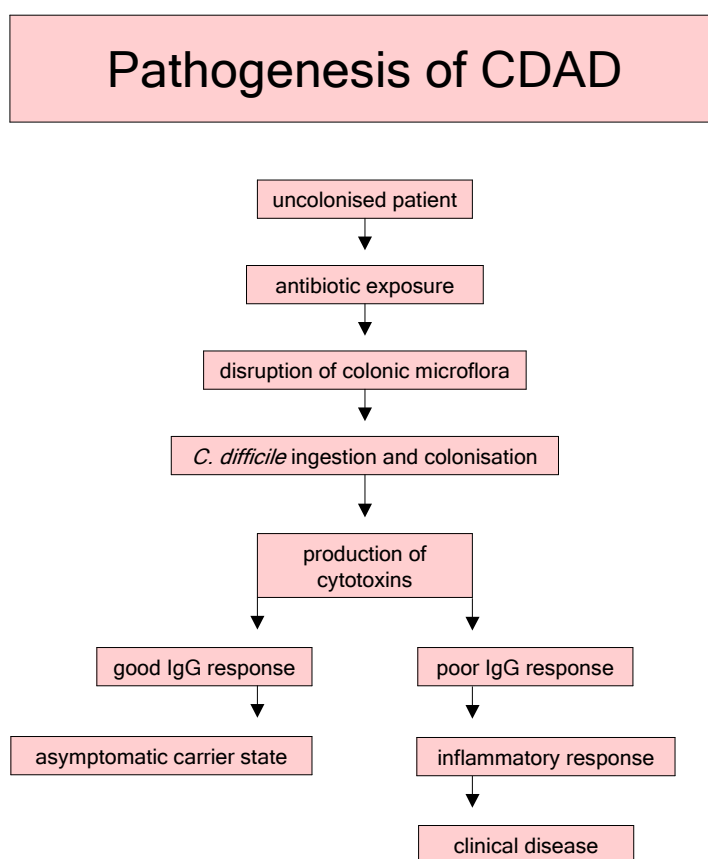 Pathogenesis of CDAD
uncolonised patient
antibiotic exposure
disruption of colonic microflora
C. difficile ingestion and colonisation
production of
cytotoxins
good IgG response
poor IgG response
asymptomatic carrier state
inflammatory response
clinical disease